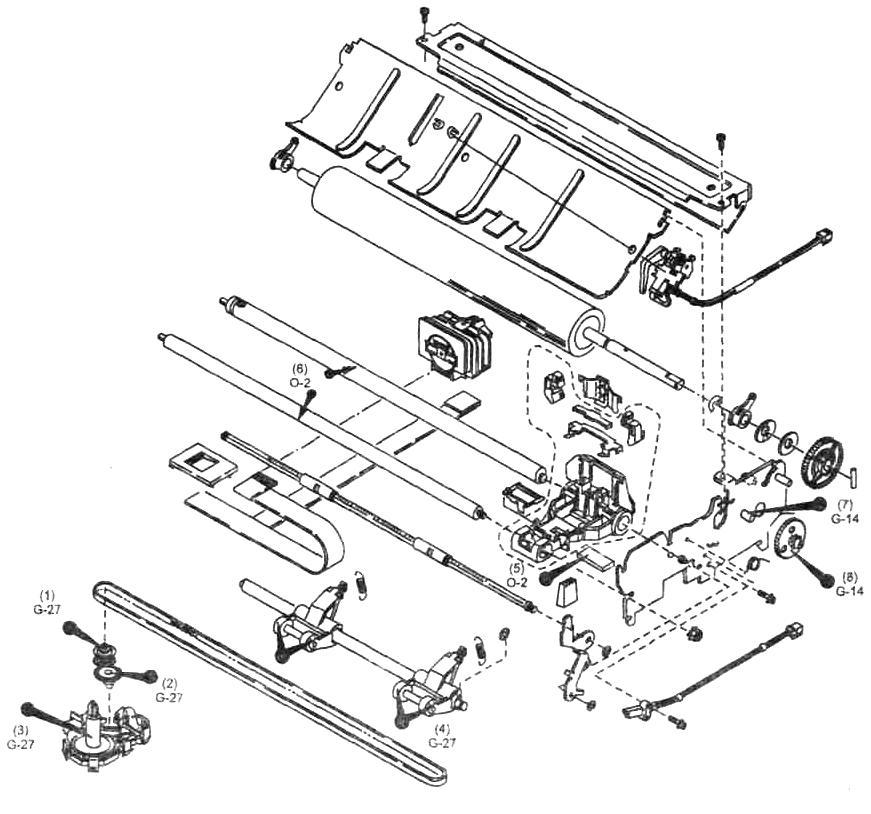 (6)
O-2
(7)
G-14
(5)
O-2
(8)
G-14
(1)
G-27
(2)
G-27
(3)
G-27
(4)
G-27